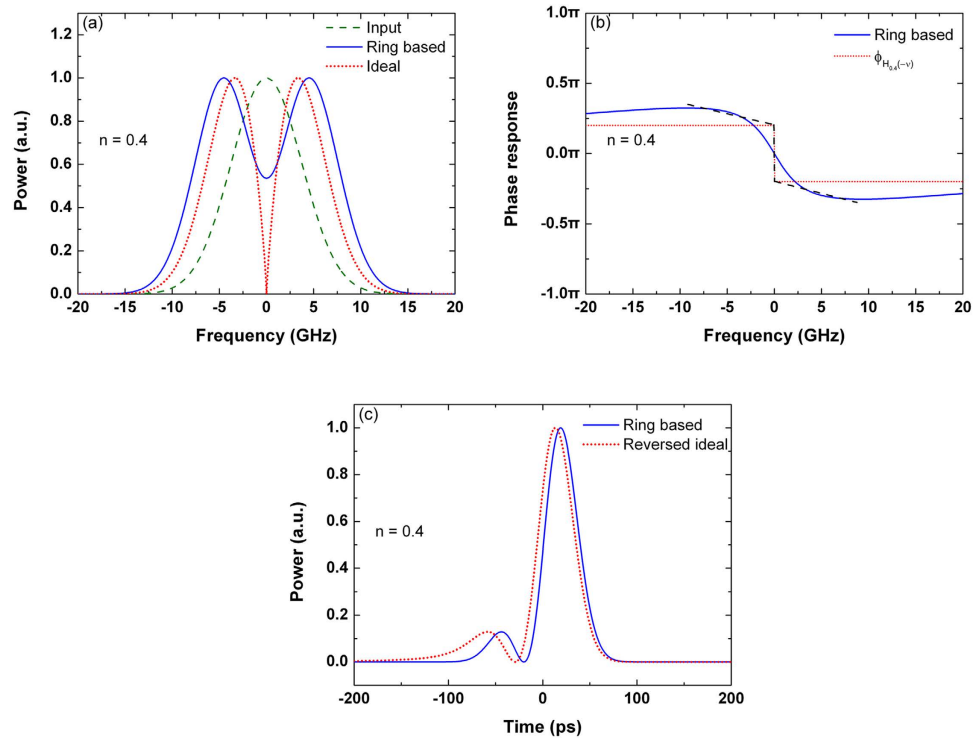 (a)
Input
Ring based
Ideal
n = 0.4
Power (a.u.)
1.2
1.0
0.8
0.6
0.4
0.2
0.0
-20 -15 -10 -5 0 5 10 15 20
Frequency (GHz)
(b)
Ring based
ϕH0.4(-ν)
n = 0.4
Phase response
1.0π
0.5π
0.0π
-0.5π
-1.0π
-20 -15 -10 -5 0 5 10 15 20
Frequency (GHz)
(c)
Ring based
Reversed ideal
n = 0.4
Power (a.u.)
1.0
0.8
0.6
0.4
0.2
0.0
-200 -100 0 100 200
Time (ps)